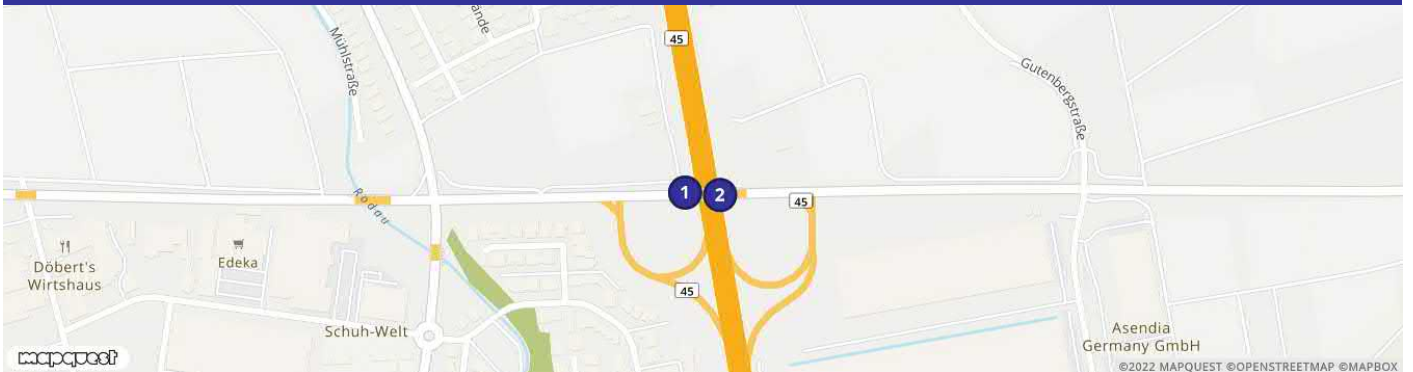 ände
Mühlstraße
45
Gutenbergstraße
1
2
45
Rodau
Döbert's
Wirtshaus
Edeka
45
Schuh-Welt
Asendia
Germany GmbH
mapquest
©2022 MAPQUEST ©OPENSTREETMAP ©MAPBOX